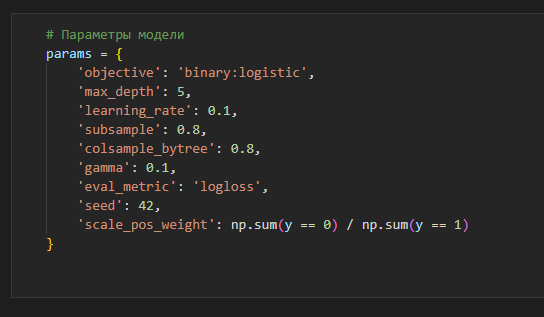 # Параметры модели
params = {
    'objective': 'binary:logistic',
    'max_depth': 5,
    'learning_rate': 0.1,
    'subsample': 0.8,
    'colsample_bytree': 0.8,
    'gamma': 0.1,
    'eval_metric': 'logloss',
    'seed': 42,
    'scale_pos_weight': np.sum(y == 0) / np.sum(y == 1)
}